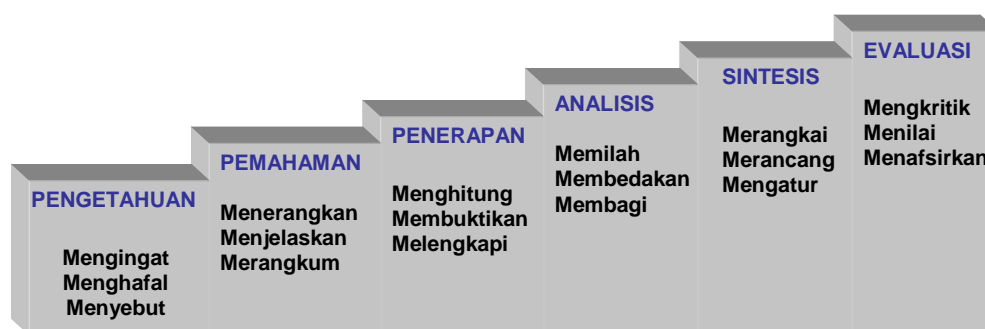 PENGETAHUAN
Mengingat
Menghafal
Menyebut
PEMAHAMAN
Menerangkan
Menjelaskan
Merangkum
PENERAPAN
Menghitung
Membuktikan
Melengkapi
ANALISIS
Memilah
Membedakan
Membagi
SINTESIS
Merangkai
Merancang
Mengatur
EVALUASI
Mengkritik
Menilai
Menafsirkan